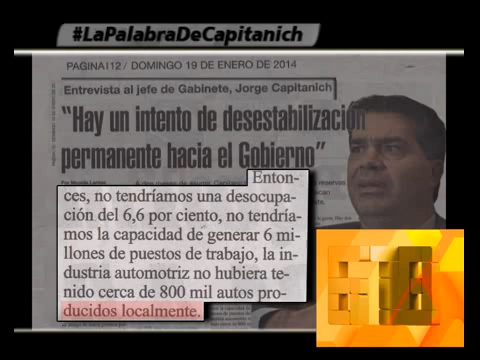 #LaPalabraDeCapitanich
PAGINA|12 / DOMINGO 19 DE ENERO DE 2014
Entrevista al jefe de Gabinete, Jorge Capitanich
“Hay un intento de desestabilización
permanente hacia el Gobierno”
Enton-
ces, no tendríamos una desocupa-
ción del 6,6 por ciento, no tendría-
mos la capacidad de generar 6 mi-
llones de puestos de trabajo, la in-
dustria automotriz no hubiera te-
nido cerca de 800 mil autos pro-
ducidos localmente.